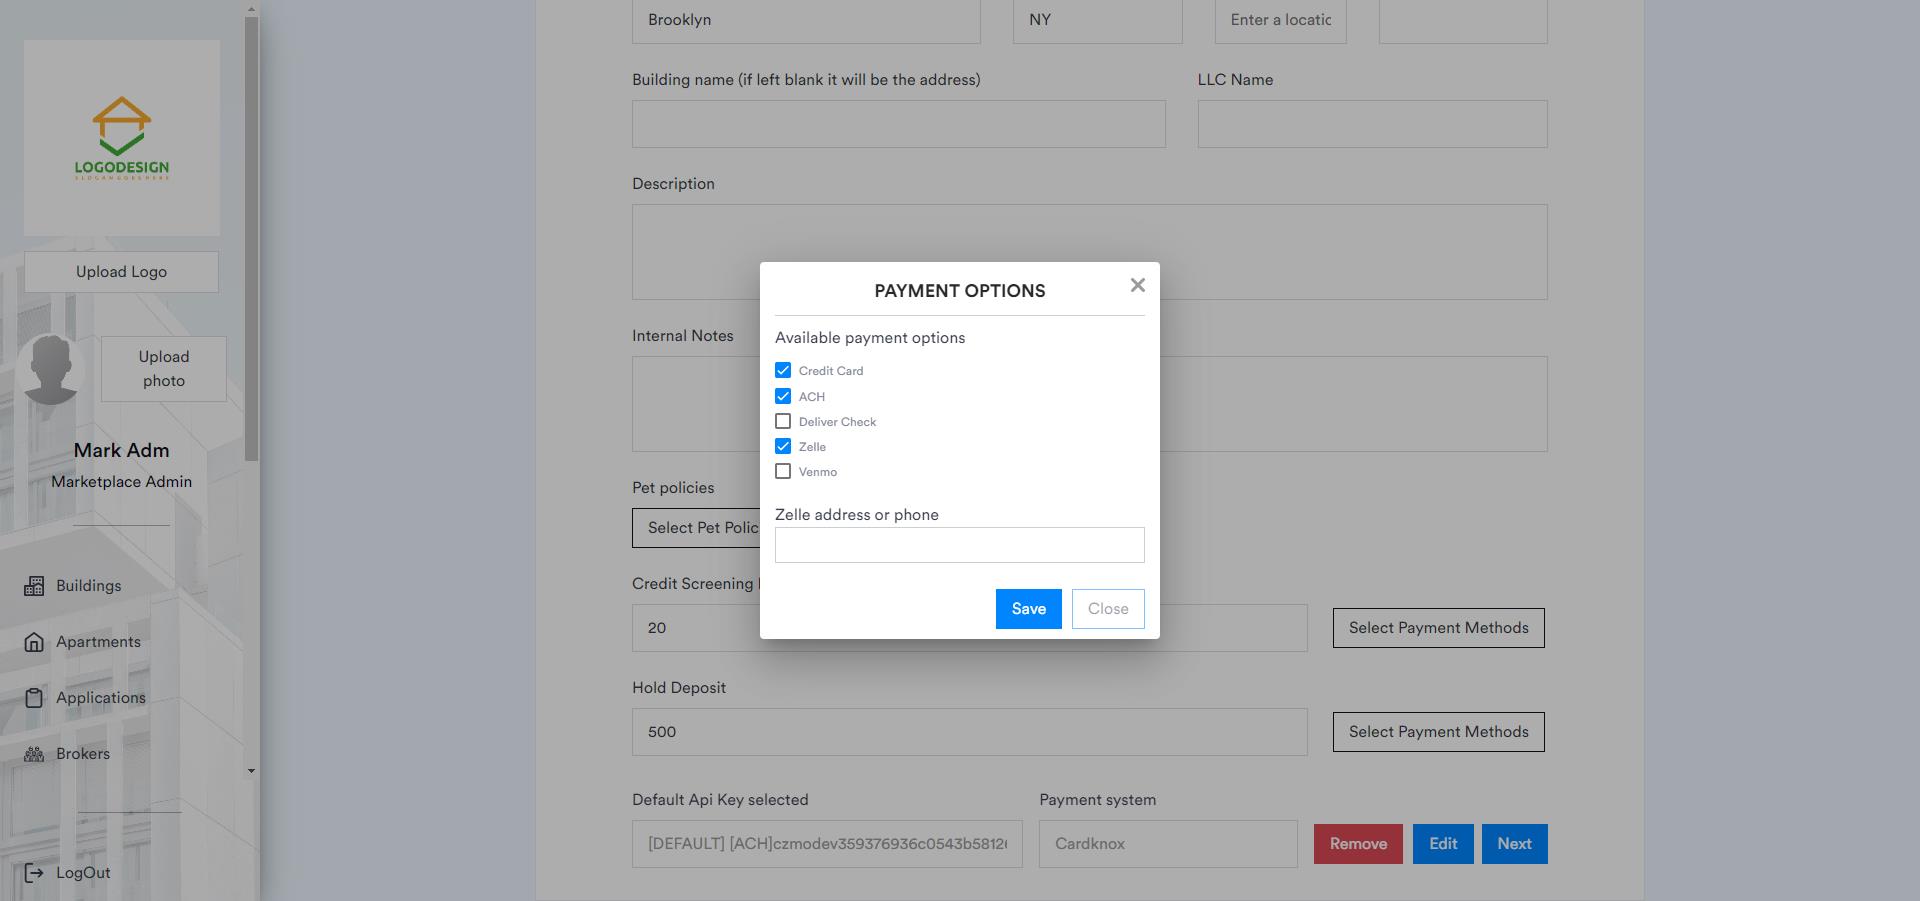 LOGODESIGN
SLOGANGOESHERE
Upload Logo
Upload
photo
Mark Adm
Marketplace Admin
Buildings
Apartments
Applications
Brokers
LogOut
Brooklyn
NY
Enter a locatic
Building name (if left blank it will be the address)
LLC Name
Description
Internal Notes
Pet policies
Select Pet Polic
Credit Screening
20
Select Payment Methods
Hold Deposit
500
Select Payment Methods
Default Api Key selected
Payment system
[DEFAULT] [ACH]czmodev359376936c0543b5812
Cardknox
Remove
Edit
Next
PAYMENT OPTIONS
Available payment options
Credit Card
ACH
Deliver Check
Zelle
Venmo
Zelle address or phone
Save
Close